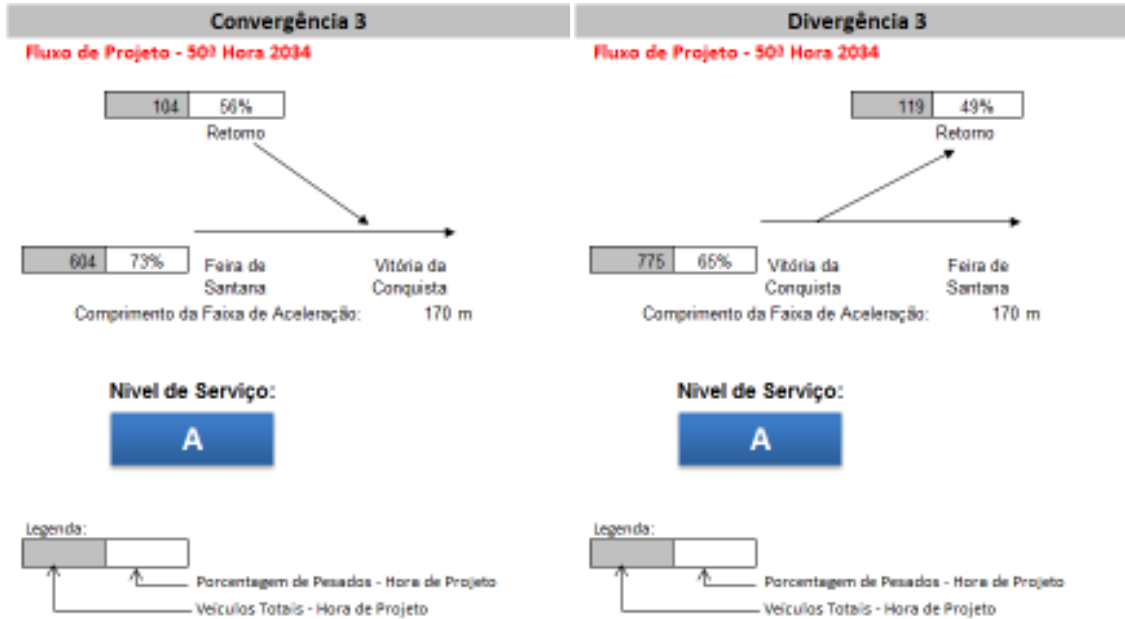 Convergência 3
Fluxo de Projeto - 50ª Hora 2034
104 56%
Retorno
604 73%
Feira de Santana
Vitória da Conquista
Comprimento da Faixa de Aceleração: 170 m
Nivel de Serviço:
A
Legenda:
Porcentagem de Pesados - Hora de Projeto
Veículos Totais - Hora de Projeto
Divergência 3
Fluxo de Projeto - 50ª Hora 2034
119 49%
Retorno
775 65%
Vitória da Conquista
Feira de Santana
Comprimento da Faixa de Aceleração: 170 m
Nivel de Serviço:
A
Legenda:
Porcentagem de Pesados - Hora de Projeto
Veículos Totais - Hora de Projeto